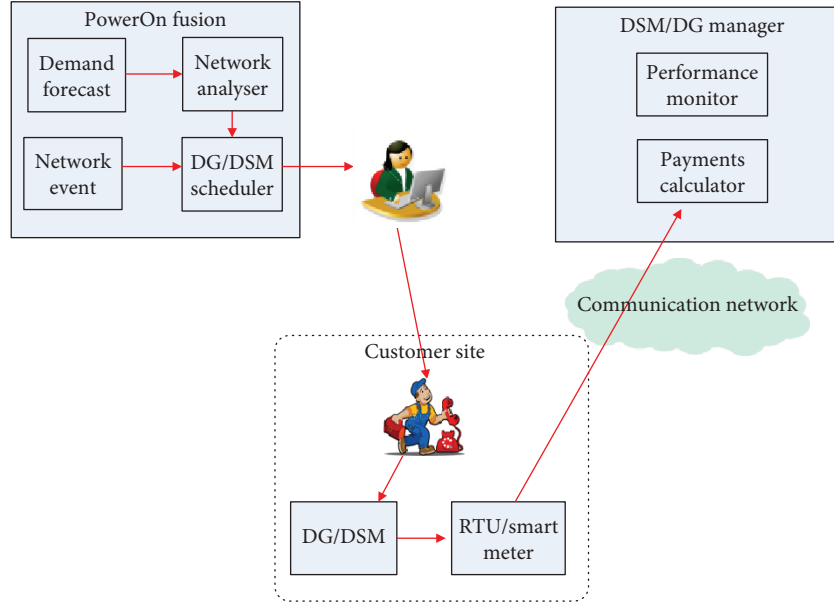 PowerOn fusion
Demand
forecast
Network
analyser
Network
event
DG/DSM
scheduler
DSM/DG manager
Performance
monitor
Payments
calculator
Communication network
Customer site
DG/DSM
RTU/smart
meter